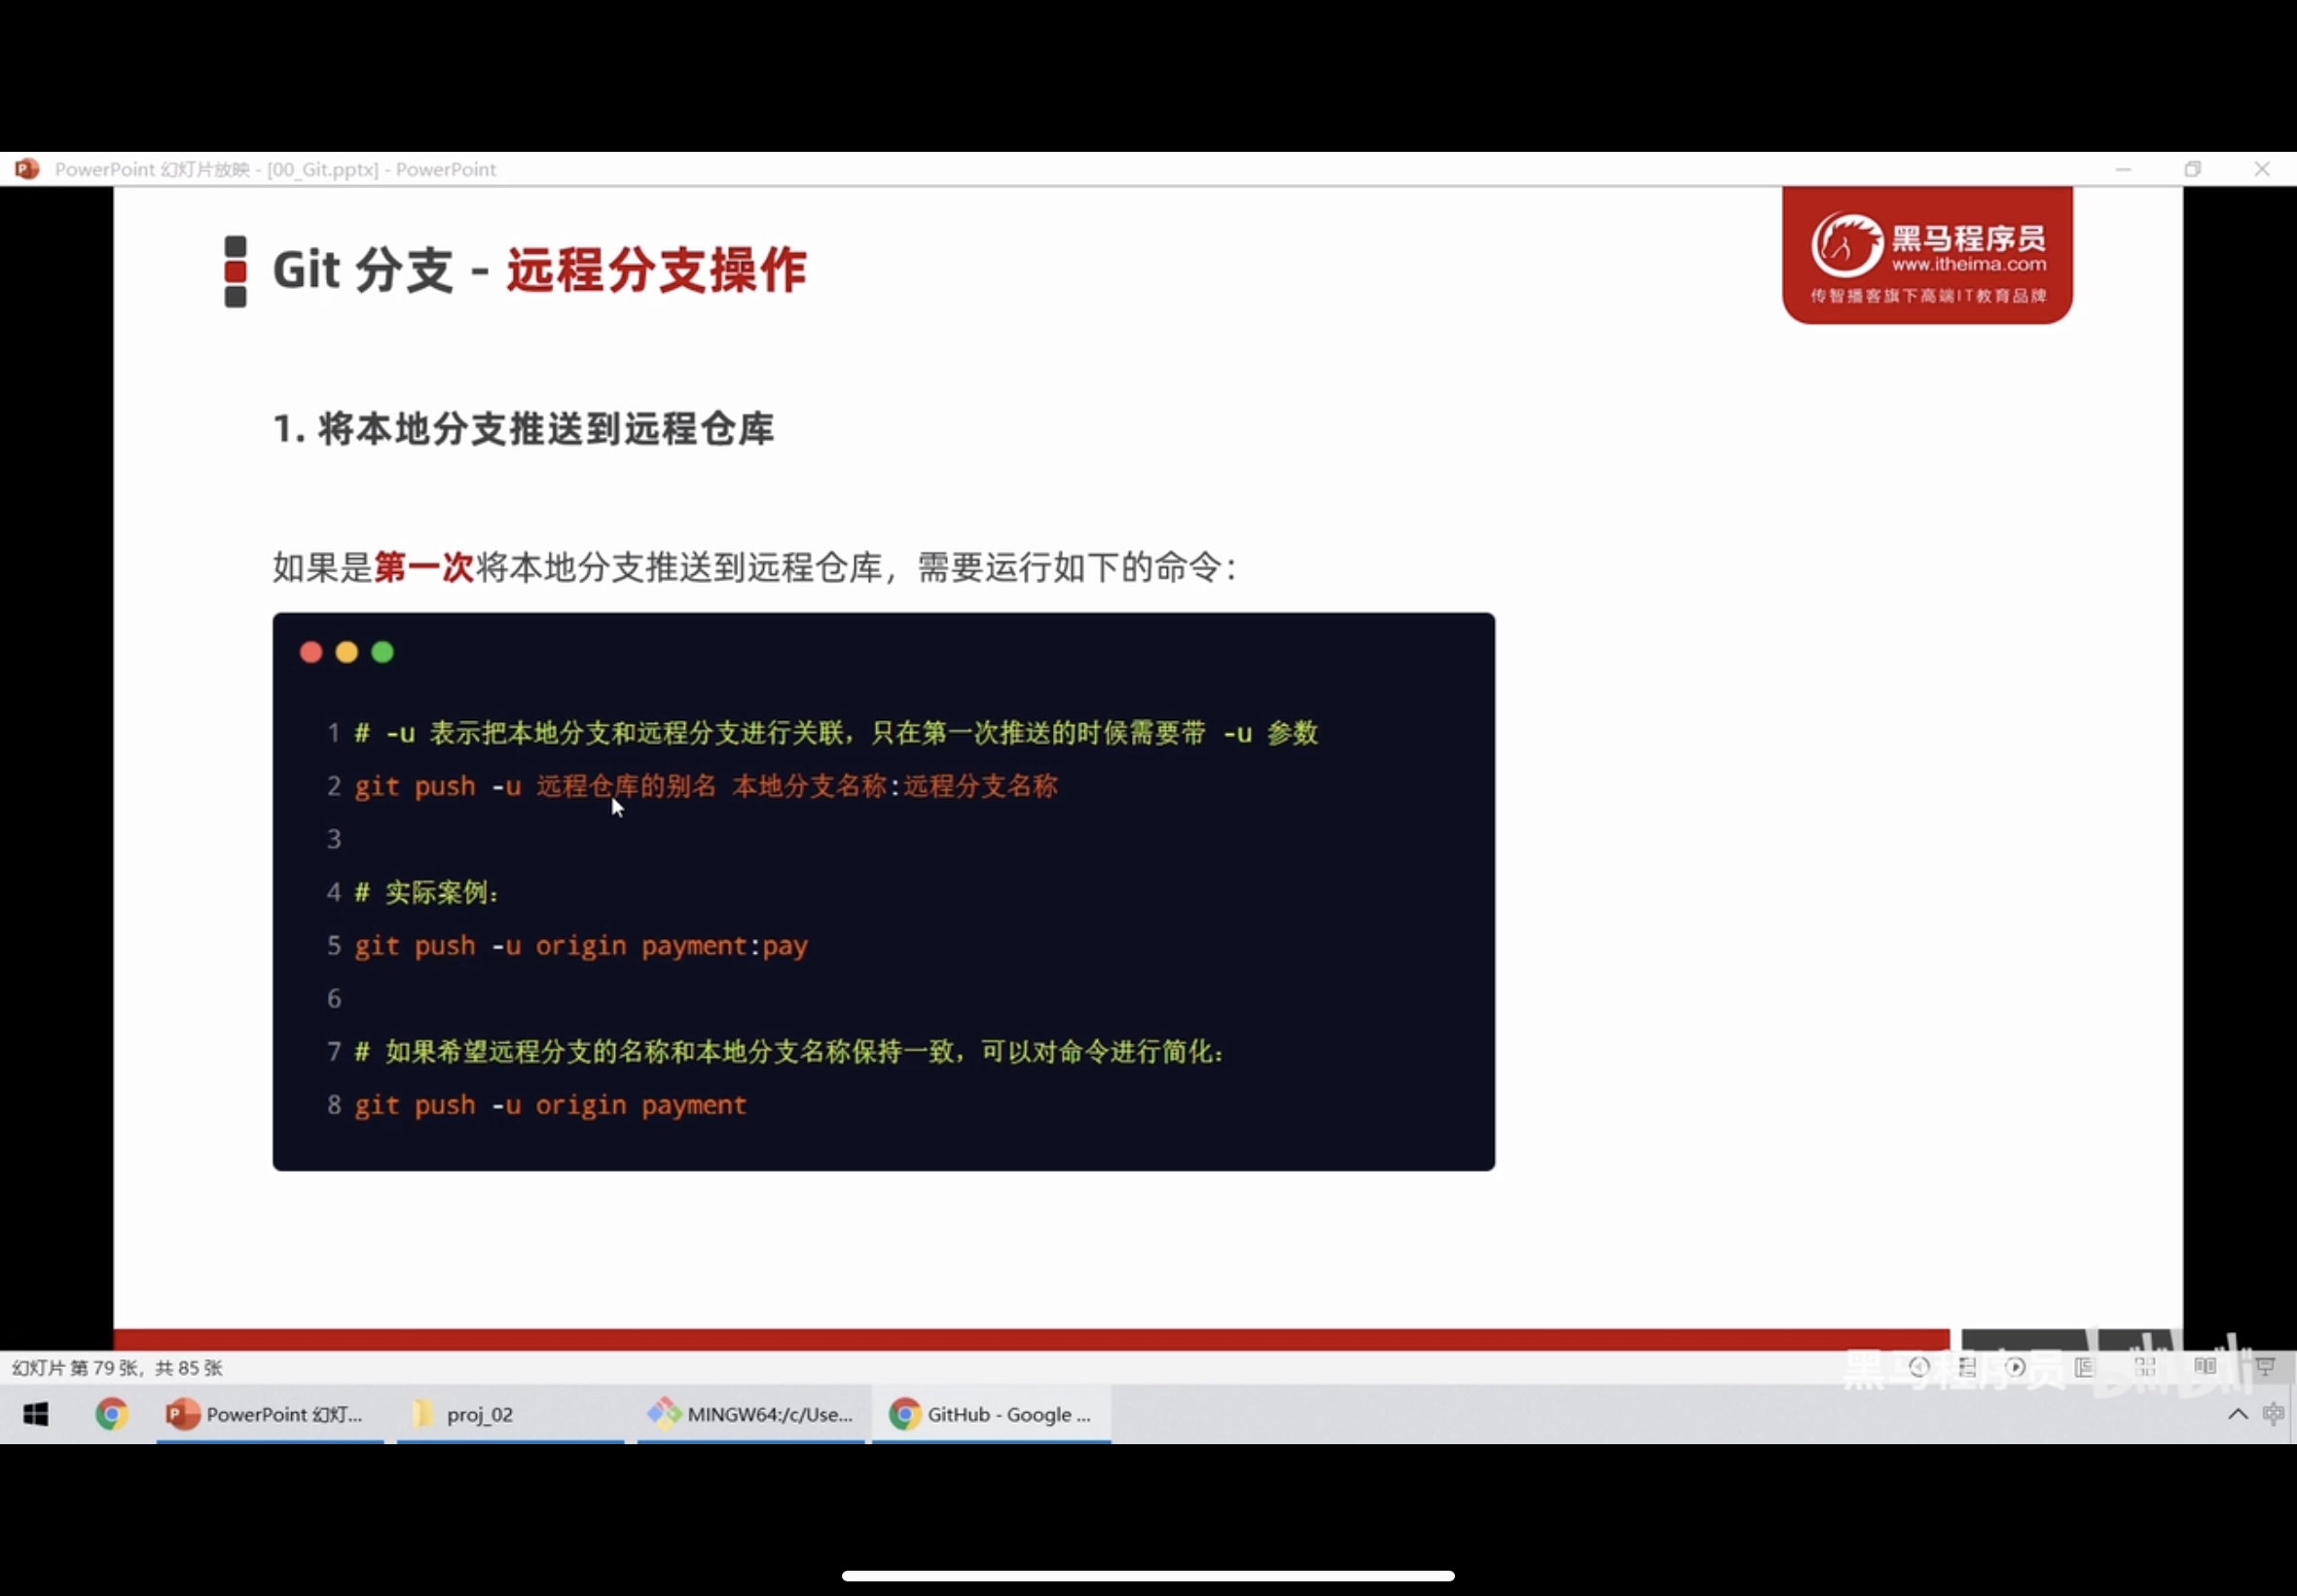 PowerPoint 幻灯片放映 - [00_Git.pptx] - PowerPoint
Git 分支 - 远程分支操作
黑马程序员
www.itheima.com
传智播客旗下高端IT教育品牌
1. 将本地分支推送到远程仓库
如果是第一次将本地分支推送到远程仓库，需要运行如下的命令：
1 # -u 表示把本地分支和远程分支进行关联，只在第一次推送的时候需要带 -u 参数
2 git push -u 远程仓库的别名 本地分支名称:远程分支名称
3
4 # 实际案例：
5 git push -u origin payment:pay
6
7 # 如果希望远程分支的名称和本地分支名称保持一致，可以对命令进行简化：
8 git push -u origin payment
幻灯片 第 79 张，共 85 张
黑马程序员 bilibili
PowerPoint 幻灯...
proj_02
MINGW64:/c/Use...
GitHub - Google ...
中